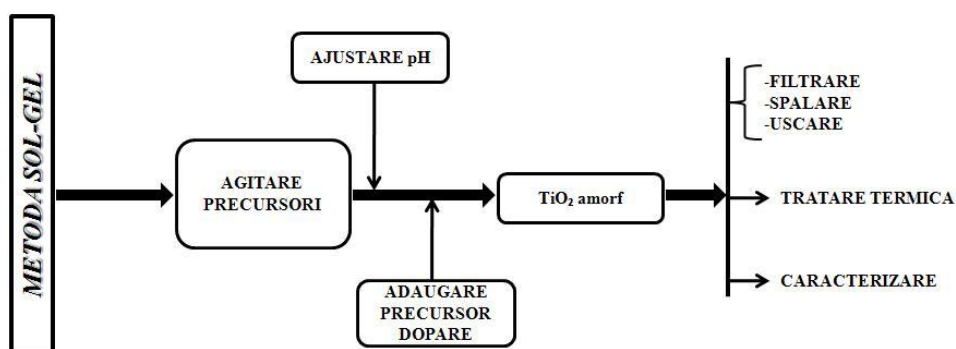 METODA SOL-GEL
AJUSTARE pH
AGITARE
PRECURSORI
ADAUGARE
PRECURSOR
DOPARE
TiO₂ amorf
-FILTRARE
-SPALARE
-USCARE
TRATARE TERMICA
CARACTERIZARE